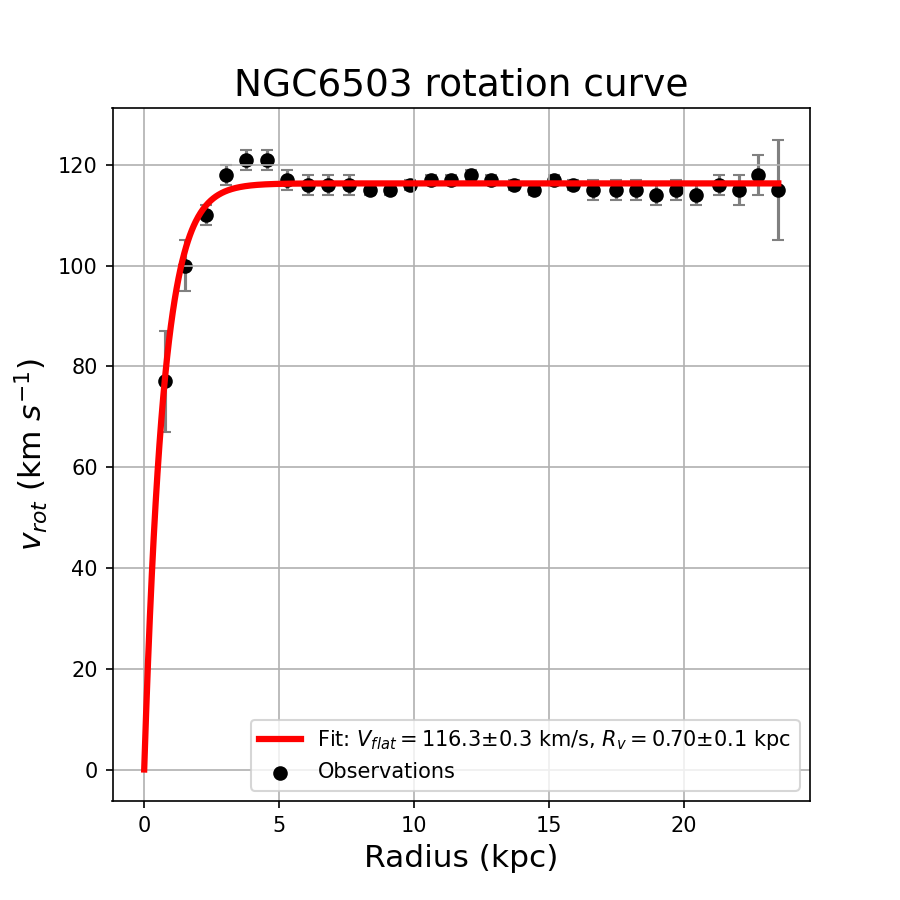 NGC6503 rotation curve
120
100
80
60
40
20
0
v_rot (km s⁻¹)
Fit: V_flat = 116.3±0.3 km/s, R_v = 0.70±0.1 kpc
Observations
0 5 10 15 20
Radius (kpc)